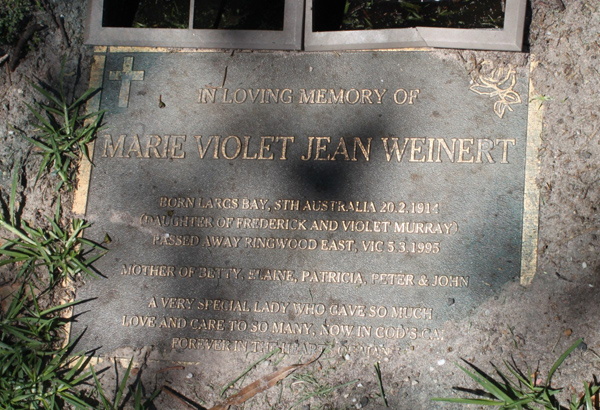 IN LOVING MEMORY OF
MARIE VIOLET JEAN WEINERT
BORN LARGS BAY, STH AUSTRALIA 20.2.1914
(DAUGHTER OF FREDERICK AND VIOLET MURRAY)
PASSED AWAY RINGWOOD EAST, VIC 5.3.1995
MOTHER OF BETTY, ELAINE, PATRICIA, PETER & JOHN
A VERY SPECIAL LADY WHO GAVE SO MUCH
LOVE AND CARE TO SO MANY, NOW IN GOD'S
FOREVER IN